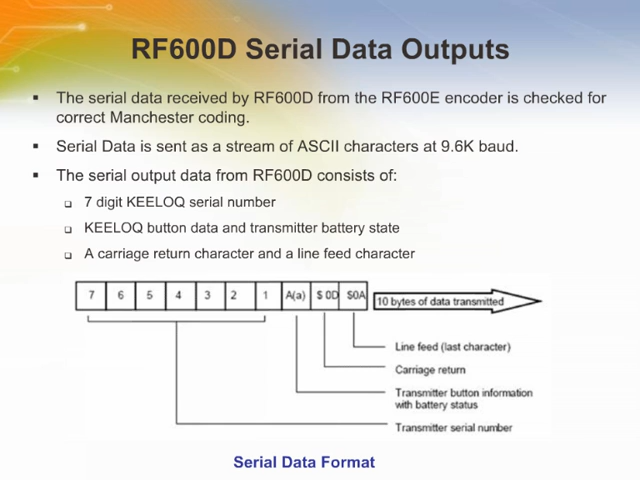 RF600D Serial Data Outputs
The serial data received by RF600D from the RF600E encoder is checked for
correct Manchester coding.
Serial Data is sent as a stream of ASCII characters at 9.6K baud.
The serial output data from RF600D consists of:
7 digit KEELOQ serial number
KEELOQ button data and transmitter battery state
A carriage return character and a line feed character
7 6 5 4 3 2 1 A(a) $ 0D $0A 10 bytes of data transmitted
Line feed (last character)
Carriage return
Transmitter button information
with battery status
Transmitter serial number
Serial Data Format